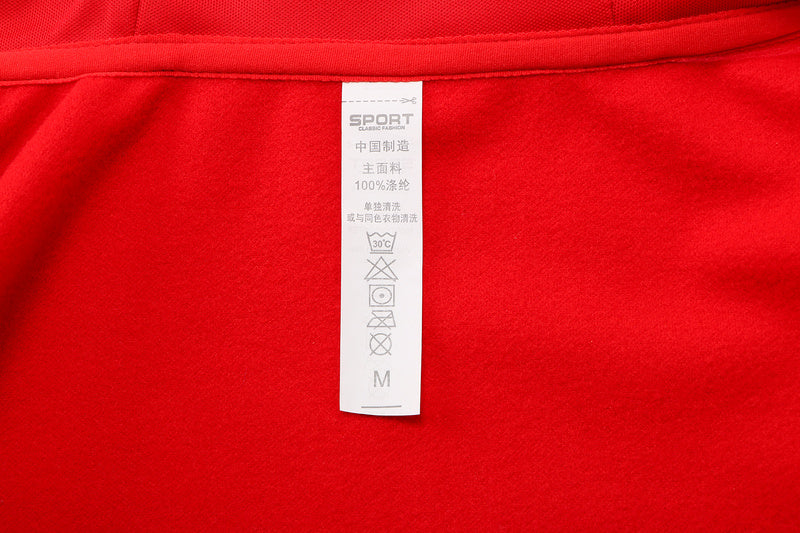 SPORT
CLASSIC FASHION
中国制造
主面料
100%涤纶
单独清洗
或与同色衣物清洗
30℃
M